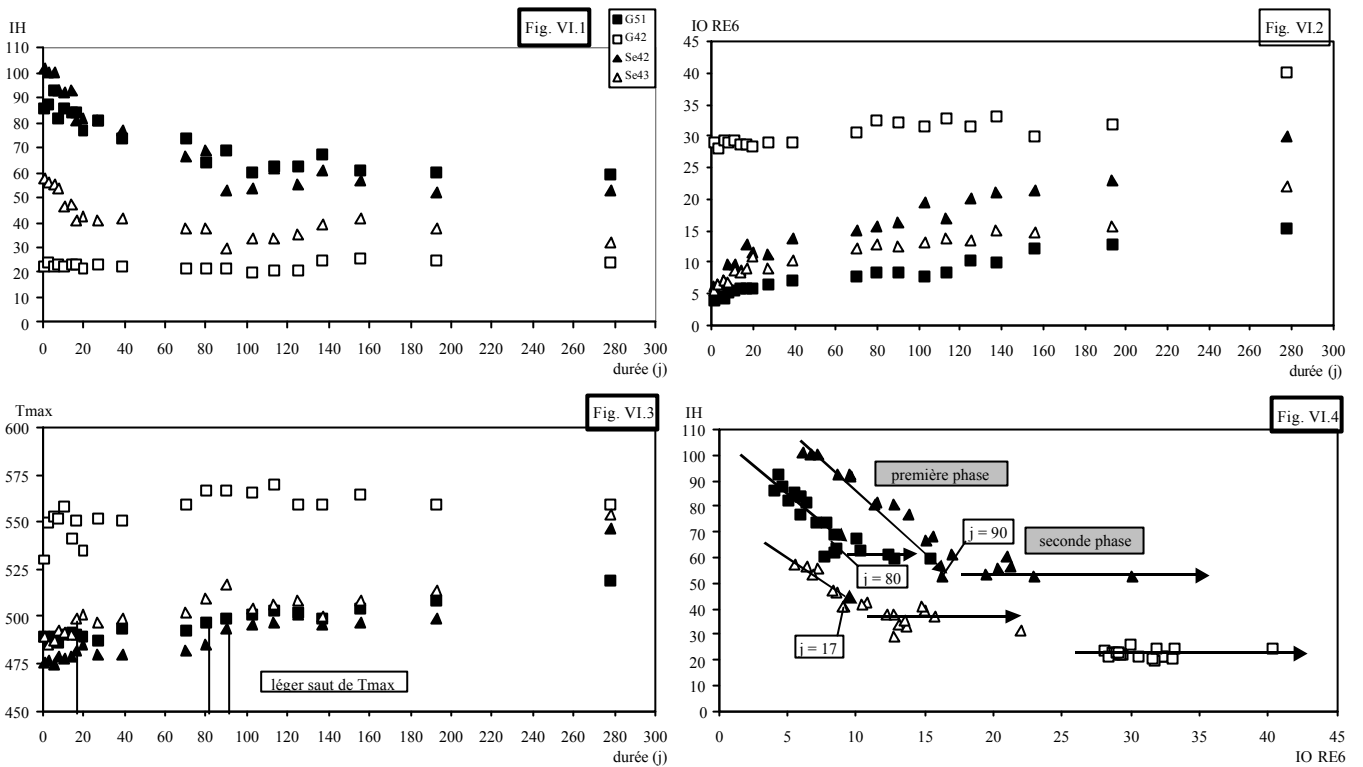 IH
Fig. VI.1
G51
G42
Se42
Se43
110
100
90
80
70
60
50
40
30
20
10
0
0 20 40 60 80 100 120 140 160 180 200 220 240 260 280 300
durée (j)
IO RE6
Fig. VI.2
45
40
35
30
25
20
15
10
5
0
0 20 40 60 80 100 120 140 160 180 200 220 240 260 280 300
durée (j)
Tmax
Fig. VI.3
600
575
550
525
500
475
450
léger saut de Tmax
0 20 40 60 80 100 120 140 160 180 200 220 240 260 280 300
durée (j)
IH
Fig. VI.4
110
100
90
80
70
60
50
40
30
20
10
0
première phase
j = 90
seconde phase
j = 80
j = 17
0 5 10 15 20 25 30 35 40 45
IO RE6